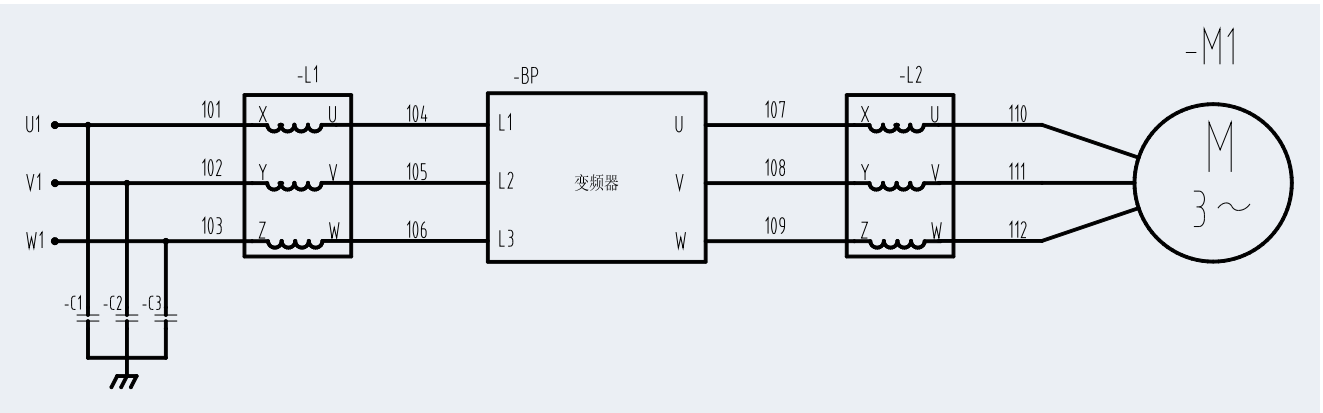 -M1
-L1
-BP
-L2
U1 101 X U 104 L1 U 107 X U 110
M
V1 102 Y V 105 L2 变频器 V 108 Y V 111
3～
W1 103 Z W 106 L3 W 109 Z W 112
-C1 -C2 -C3